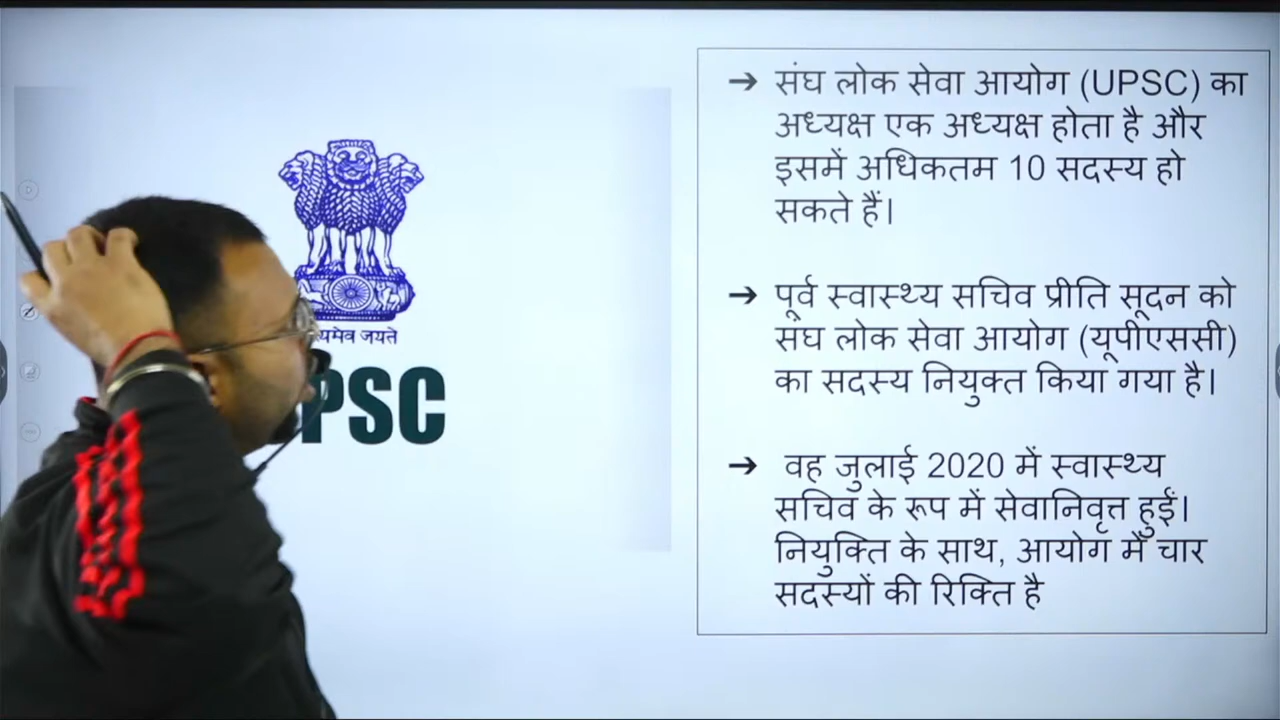 यमेव जयते
PSC
➔ संघ लोक सेवा आयोग (UPSC) का
अध्यक्ष एक अध्यक्ष होता है और
इसमें अधिकतम 10 सदस्य हो
सकते हैं।
➔ पूर्व स्वास्थ्य सचिव प्रीति सूदन को
संघ लोक सेवा आयोग (यूपीएससी)
का सदस्य नियुक्त किया गया है।
➔ वह जुलाई 2020 में स्वास्थ्य
सचिव के रूप में सेवानिवृत्त हुईं।
नियुक्ति के साथ, आयोग में चार
सदस्यों की रिक्ति है